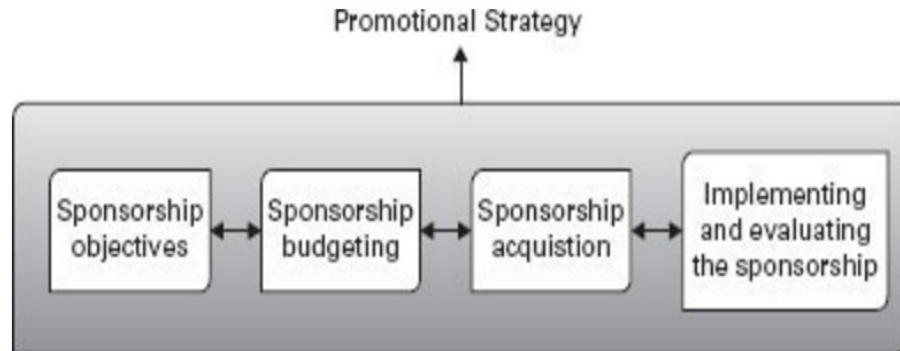 Promotional Strategy
Sponsorship
objectives
Sponsorship
budgeting
Sponsorship
acquistion
Implementing
and evaluating
the sponsorship